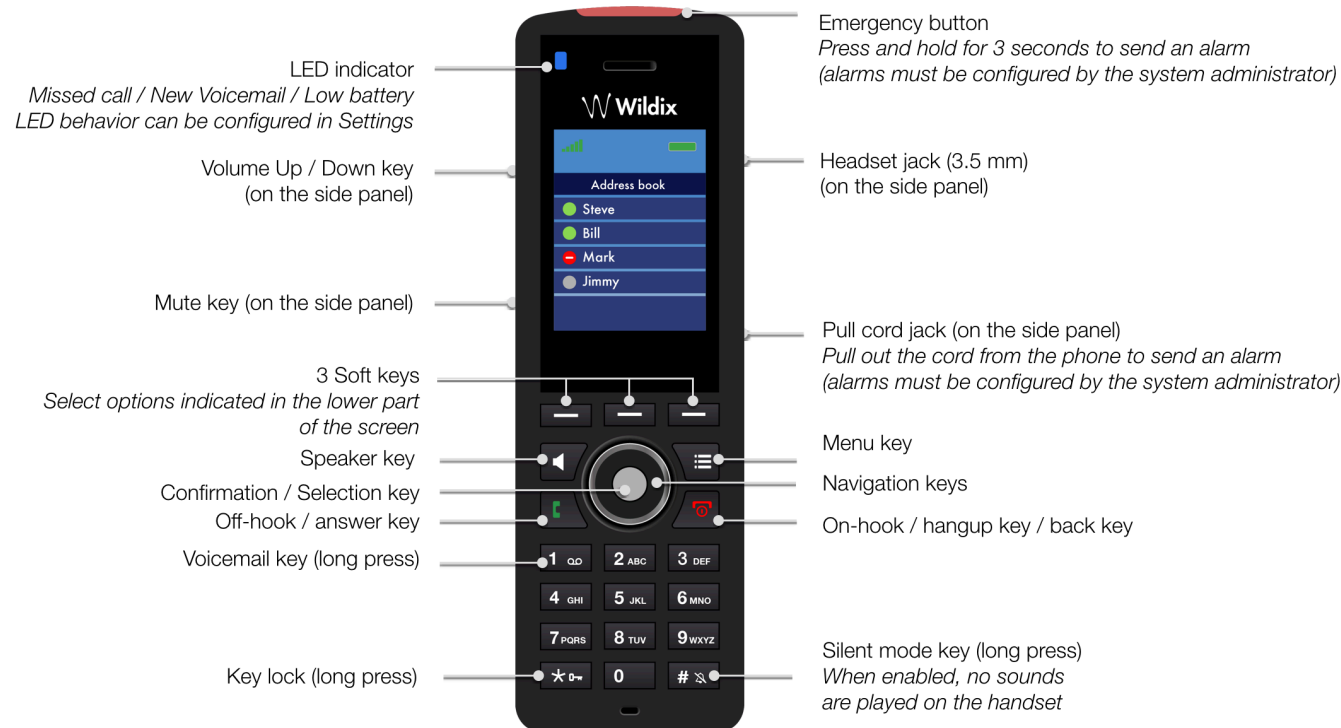 LED indicator
Missed call / New Voicemail / Low battery
LED behavior can be configured in Settings
Volume Up / Down key
(on the side panel)
Mute key (on the side panel)
3 Soft keys
Select options indicated in the lower part
of the screen
Speaker key
Confirmation / Selection key
Off-hook / answer key
Voicemail key (long press)
Key lock (long press)
Wildix
Address book
Steve
Bill
Mark
Jimmy
1
2 ABC
3 DEF
4 GHI
5 JKL
6 MNO
7 PQRS
8 TUV
9 WXYZ
*
0
#
Emergency button
Press and hold for 3 seconds to send an alarm
(alarms must be configured by the system administrator)
Headset jack (3.5 mm)
(on the side panel)
Pull cord jack (on the side panel)
Pull out the cord from the phone to send an alarm
(alarms must be configured by the system administrator)
Menu key
Navigation keys
On-hook / hangup key / back key
Silent mode key (long press)
When enabled, no sounds
are played on the handset